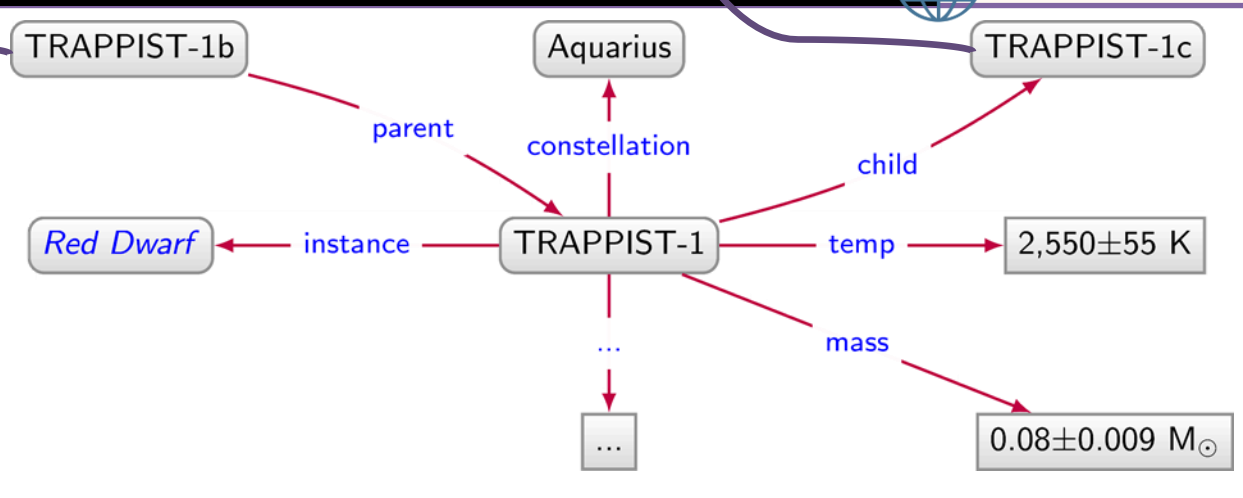 TRAPPIST-1b
Aquarius
TRAPPIST-1c
parent
constellation
child
Red Dwarf
instance
TRAPPIST-1
temp
2,550±55 K
...
mass
...
0.08±0.009 M☉